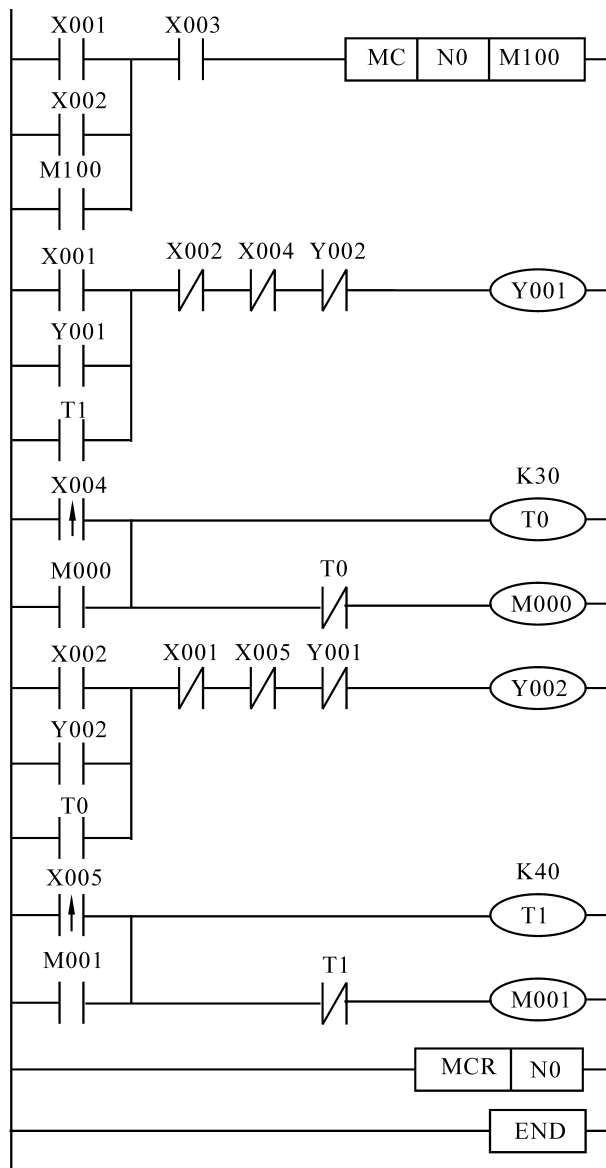 X001 X003
MC N0 M100
X002
M100
X001 X002 X004 Y002
Y001
Y001
T1
X004 K30
T0
M000 T0
M000
X002 X001 X005 Y001
Y002
Y002
T0
X005 K40
T1
M001 T1
M001
MCR N0
END